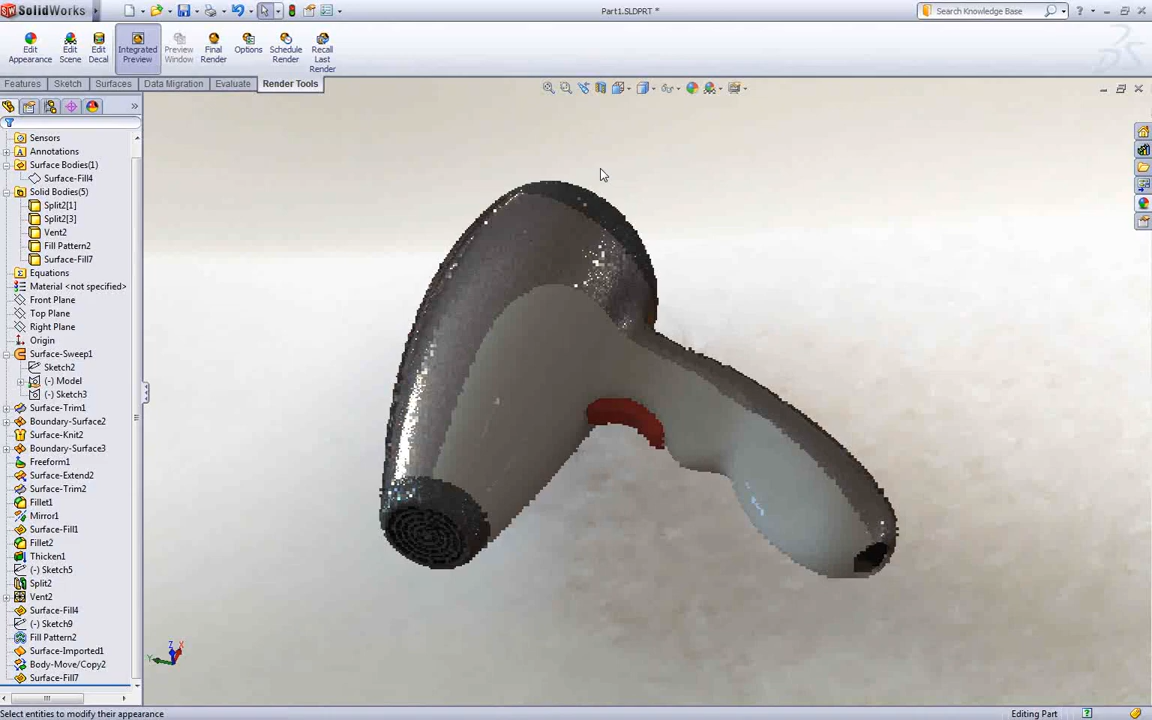 SolidWorks
Part1.SLDPRT *
Search Knowledge Base
Edit Appearance
Edit Scene
Edit Decal
Integrated Preview
Preview Window
Final Render
Options
Schedule Render
Recall Last Render
Features
Sketch
Surfaces
Data Migration
Evaluate
Render Tools
Sensors
Annotations
Surface Bodies(1)
Surface-Fill4
Solid Bodies(5)
Split2[1]
Split2[3]
Vent2
Fill Pattern2
Surface-Fill7
Equations
Material <not specified>
Front Plane
Top Plane
Right Plane
Origin
Surface-Sweep1
Sketch2
(-) Model
(-) Sketch3
Surface-Trim1
Boundary-Surface2
Surface-Knit2
Boundary-Surface3
Freeform1
Surface-Extend2
Surface-Trim2
Fillet1
Mirror1
Surface-Fill1
Fillet2
Thicken1
(-) Sketch5
Split2
Vent2
Surface-Fill4
(-) Sketch9
Fill Pattern2
Surface-Imported1
Body-Move/Copy2
Surface-Fill7
Z
X
Y
Select entities to modify their appearance
Editing Part